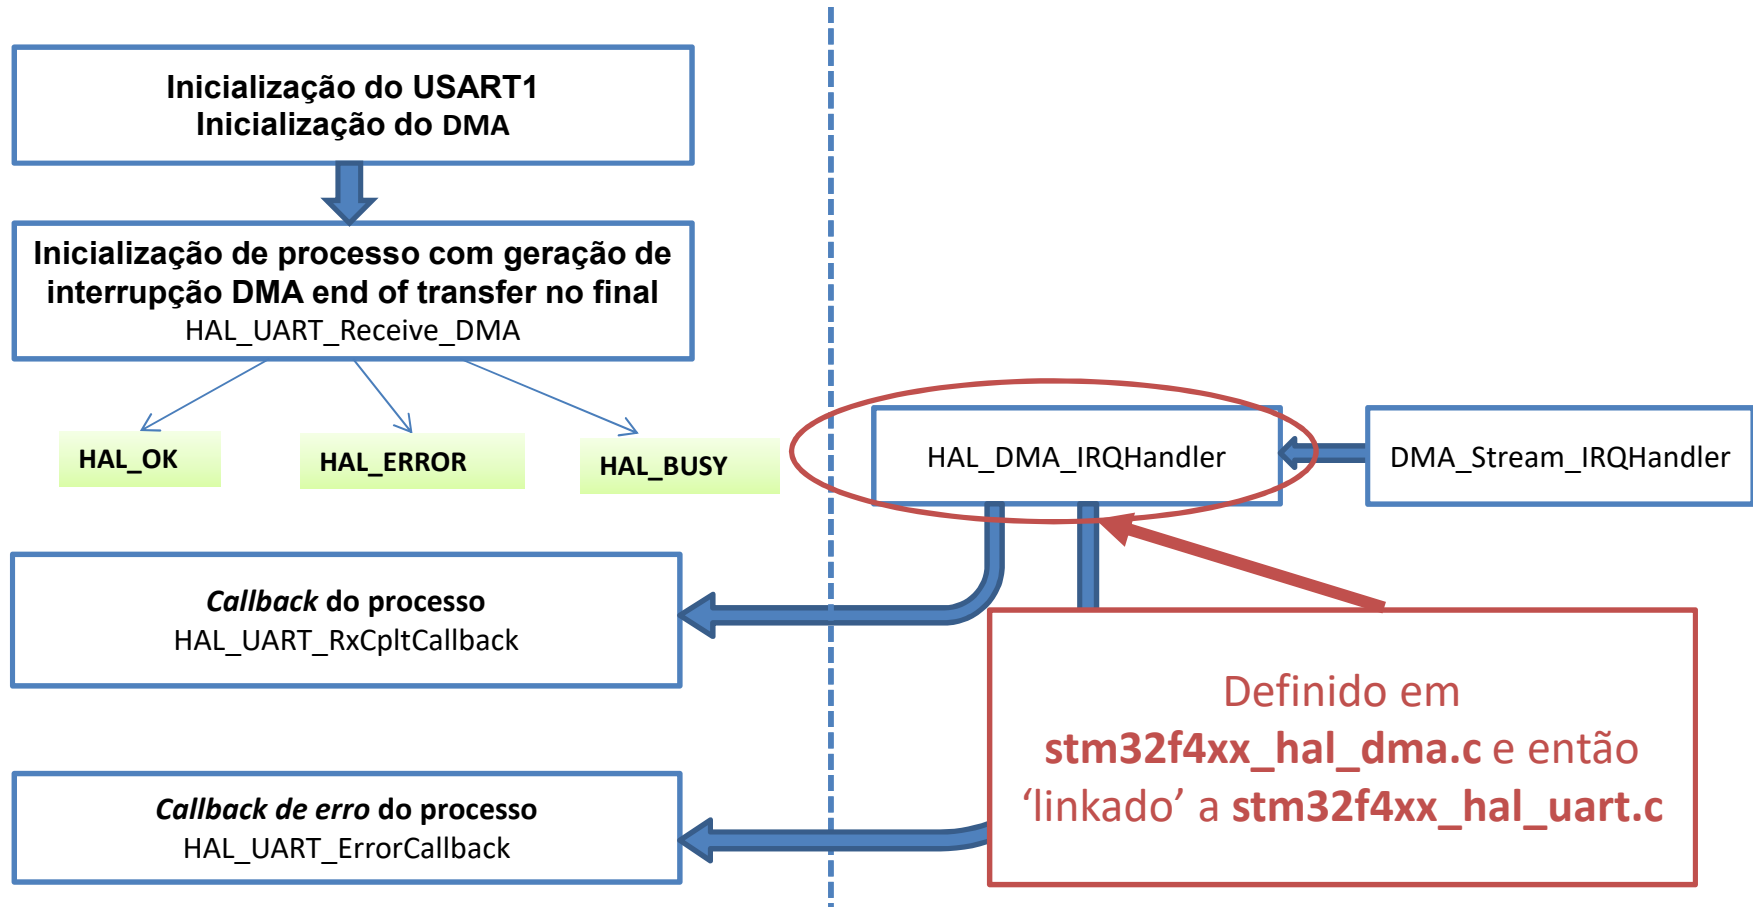 Inicialização do USART1
Inicialização do DMA
Inicialização de processo com geração de
interrupção DMA end of transfer no final
HAL_UART_Receive_DMA
HAL_OK
HAL_ERROR
HAL_BUSY
HAL_DMA_IRQHandler
DMA_Stream_IRQHandler
Callback do processo
HAL_UART_RxCpltCallback
Definido em
stm32f4xx_hal_dma.c e então
‘linkado’ a stm32f4xx_hal_uart.c
Callback de erro do processo
HAL_UART_ErrorCallback